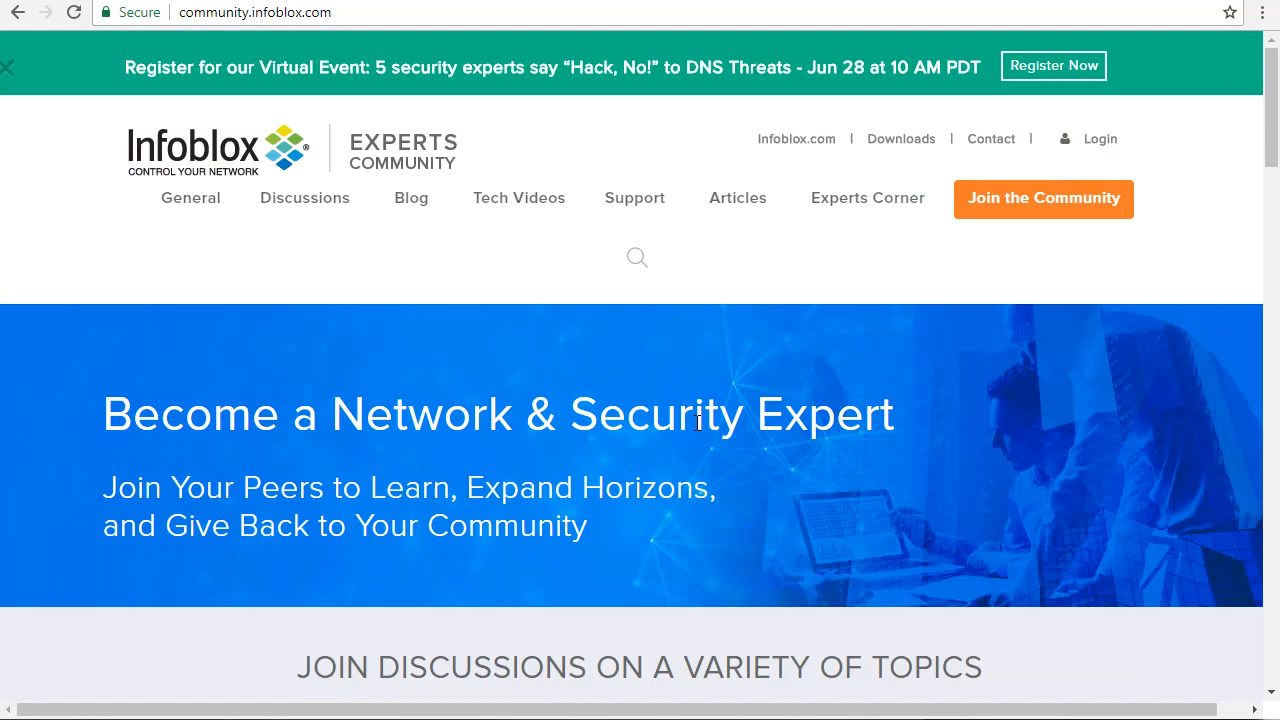 Secure community.infoblox.com
Register for our Virtual Event: 5 security experts say “Hack, No!” to DNS Threats - Jun 28 at 10 AM PDT Register Now
Infoblox ® CONTROL YOUR NETWORK
EXPERTS
COMMUNITY
Infoblox.com | Downloads | Contact | Login
General Discussions Blog Tech Videos Support Articles Experts Corner Join the Community
Become a Network & Security Expert
Join Your Peers to Learn, Expand Horizons,
and Give Back to Your Community
JOIN DISCUSSIONS ON A VARIETY OF TOPICS